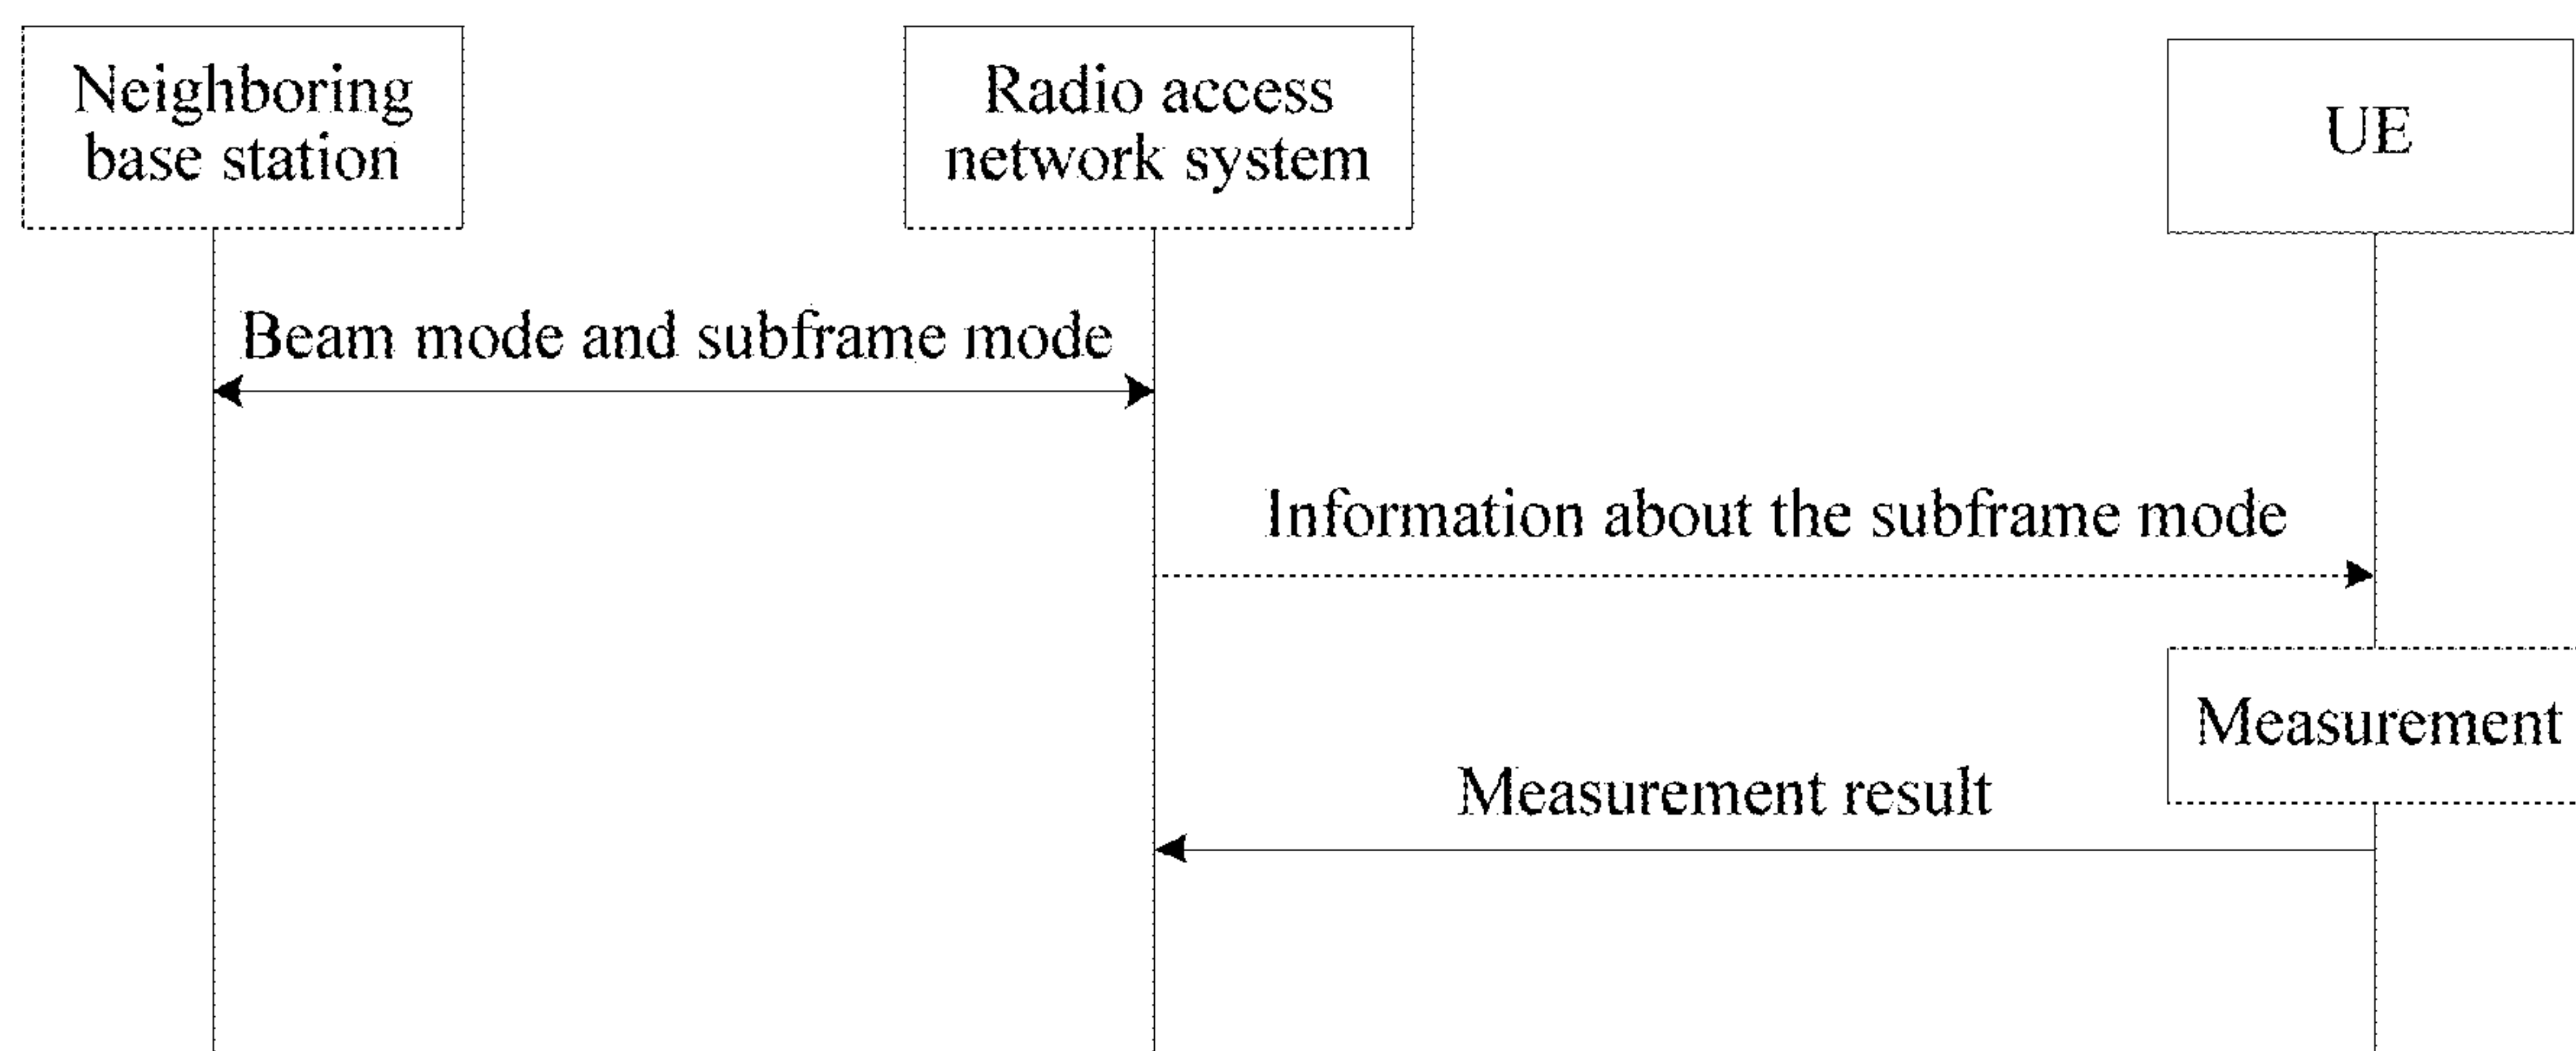 Neighboring
base station
Radio access
network system
UE
Beam mode and subframe mode
Information about the subframe mode
Measurement
Measurement result